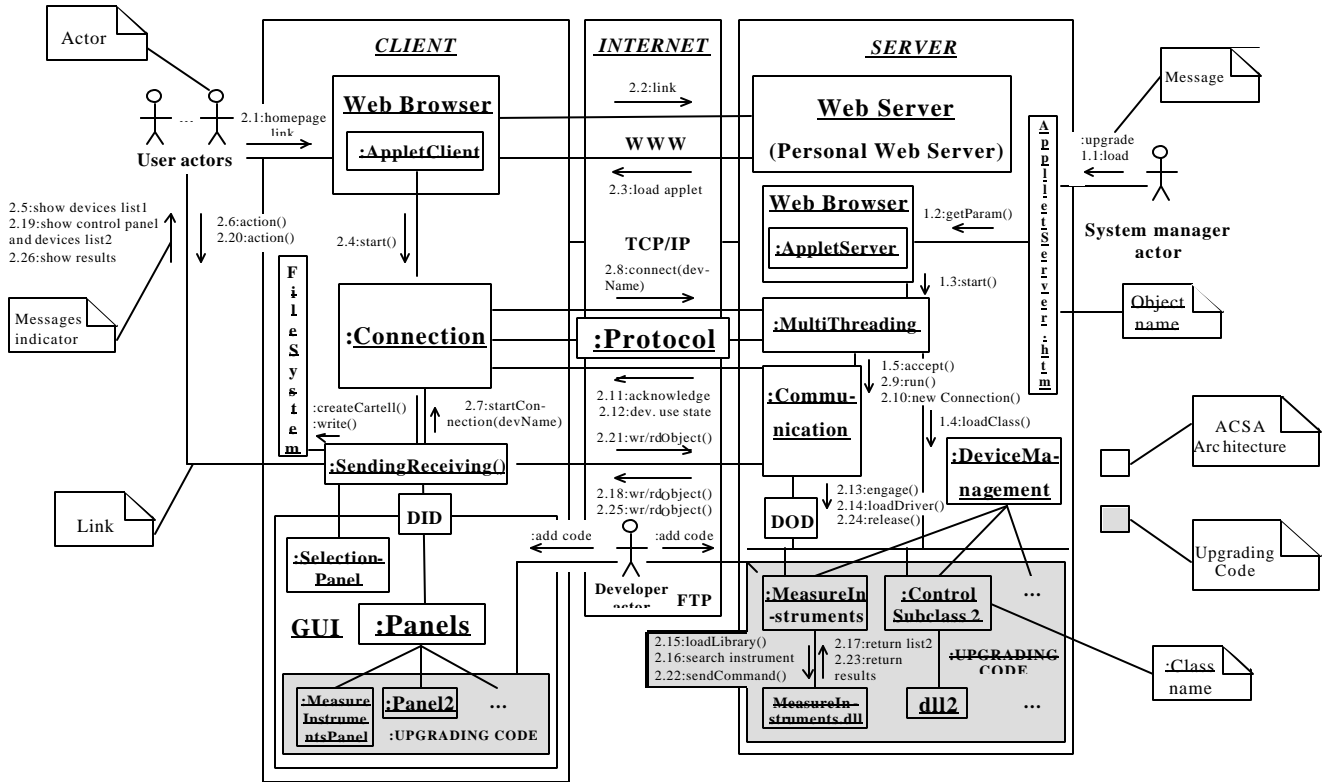 Actor
CLIENT
INTERNET
SERVER
Message
Web Browser
:AppletClient
2.1:homepage
link
...
User actors
2.2:link
WWW
2.3:load applet
Web Server
(Personal Web Server)
AppletServer.htm
:upgrade
1.1:load
System manager
actor
2.5:show devices list1
2.19:show control panel
and devices list2
2.26:show results
2.6:action()
2.20:action()
2.4:start()
Web Browser
:AppletServer
1.2:getParam()
1.3:start()
TCP/IP
2.8:connect(dev-
Name)
FileSystem
Messages
indicator
:Connection
:Protocol
:MultiThreading
Object
name
1.5:accept()
2.9:run()
2.10:new Connection()
2.11:acknowledge
2.12:dev. use state
:Commu-
nication
1.4:loadClass()
:createCartell()
:write()
2.7:startCon-
nection(devName)
2.21:wr/rdObject()
ACSA
Architecture
:SendingReceiving()
:DeviceMa-
nagement
2.18:wr/rdObject()
2.25:wr/rdObject()
2.13:engage()
2.14:loadDriver()
2.24:release()
Link
DID
DOD
:add code
:add code
Upgrading
Code
:Selection-
Panel
Developer
actor
FTP
:MeasureIn
-struments
:Control
Subclass 2
...
GUI
:Panels
2.15:loadLibrary()
2.16:search instrument
2.22:sendCommand()
2.17:return list2
2.23:return
results
:UPGRADING
CODE
:Class
name
:Measure
Instrume
ntsPanel
:Panel2
...
:UPGRADING CODE
MeasureIn-
struments.dll
dll2
...